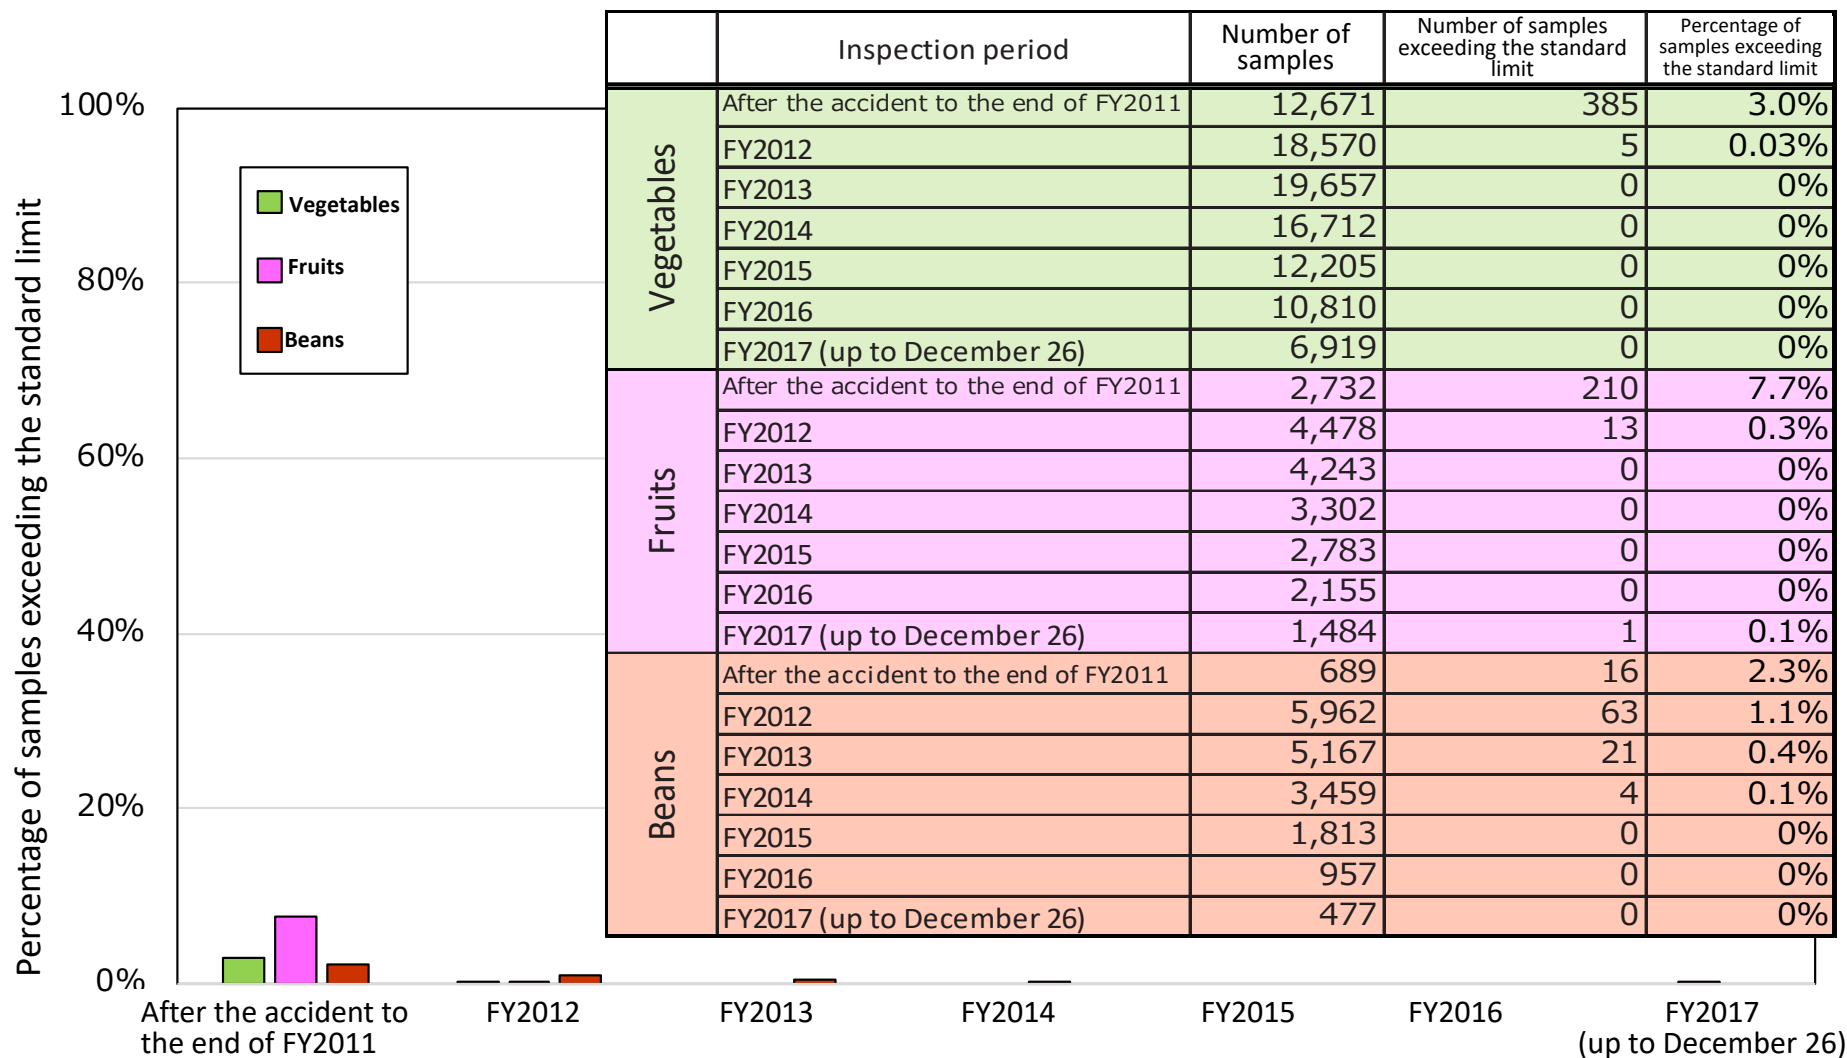 Percentage of samples exceeding the standard limit
100%
80%
60%
40%
20%
0%
Vegetables
Fruits
Beans
Inspection period
Number of
samples
Number of samples
exceeding the standard
limit
Percentage of
samples exceeding
the standard limit
Vegetables
After the accident to the end of FY2011 12,671 385 3.0%
FY2012 18,570 5 0.03%
FY2013 19,657 0 0%
FY2014 16,712 0 0%
FY2015 12,205 0 0%
FY2016 10,810 0 0%
FY2017 (up to December 26) 6,919 0 0%
Fruits
After the accident to the end of FY2011 2,732 210 7.7%
FY2012 4,478 13 0.3%
FY2013 4,243 0 0%
FY2014 3,302 0 0%
FY2015 2,783 0 0%
FY2016 2,155 0 0%
FY2017 (up to December 26) 1,484 1 0.1%
Beans
After the accident to the end of FY2011 689 16 2.3%
FY2012 5,962 63 1.1%
FY2013 5,167 21 0.4%
FY2014 3,459 4 0.1%
FY2015 1,813 0 0%
FY2016 957 0 0%
FY2017 (up to December 26) 477 0 0%
After the accident to
the end of FY2011
FY2012
FY2013
FY2014
FY2015
FY2016
FY2017
(up to December 26)